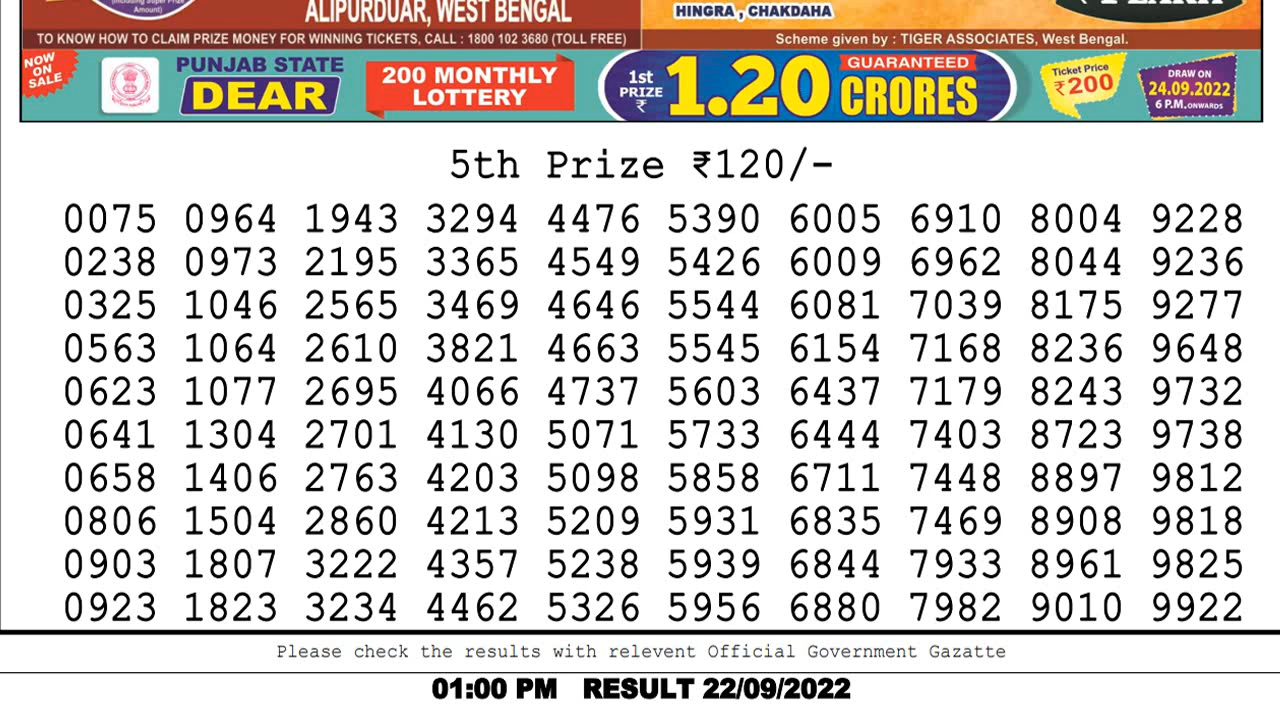 (Including Super Prize
Amount)
ALIPURDUAR, WEST BENGAL
HINGRA , CHAKDAHA
TO KNOW HOW TO CLAIM PRIZE MONEY FOR WINNING TICKETS, CALL : 1800 102 3680 (TOLL FREE)
Scheme given by : TIGER ASSOCIATES, West Bengal.
NOW
ON
SALE
PUNJAB STATE
DEAR
200 MONTHLY
LOTTERY
1st
PRIZE
₹
1.20
GUARANTEED
CRORES
Ticket Price
₹200
DRAW ON
24.09.2022
6 P.M. ONWARDS
5th Prize ₹120/-
0075 0964 1943 3294 4476 5390 6005 6910 8004 9228
0238 0973 2195 3365 4549 5426 6009 6962 8044 9236
0325 1046 2565 3469 4646 5544 6081 7039 8175 9277
0563 1064 2610 3821 4663 5545 6154 7168 8236 9648
0623 1077 2695 4066 4737 5603 6437 7179 8243 9732
0641 1304 2701 4130 5071 5733 6444 7403 8723 9738
0658 1406 2763 4203 5098 5858 6711 7448 8897 9812
0806 1504 2860 4213 5209 5931 6835 7469 8908 9818
0903 1807 3222 4357 5238 5939 6844 7933 8961 9825
0923 1823 3234 4462 5326 5956 6880 7982 9010 9922
Please check the results with relevent Official Government Gazatte
01:00 PM RESULT 22/09/2022